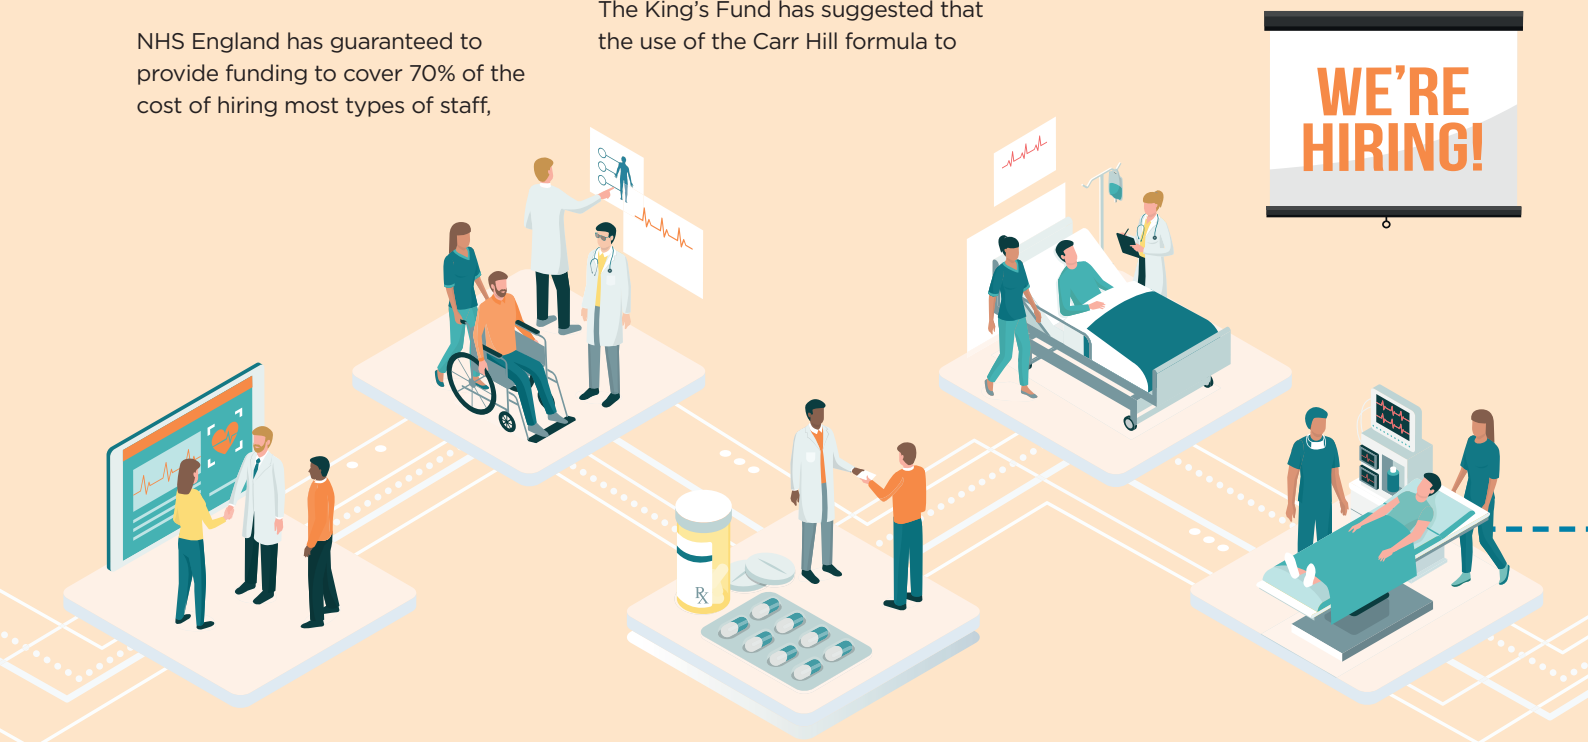 NHS England has guaranteed to
provide funding to cover 70% of the
cost of hiring most types of staff,
The King’s Fund has suggested that
the use of the Carr Hill formula to
WE’RE
HIRING!
Rx